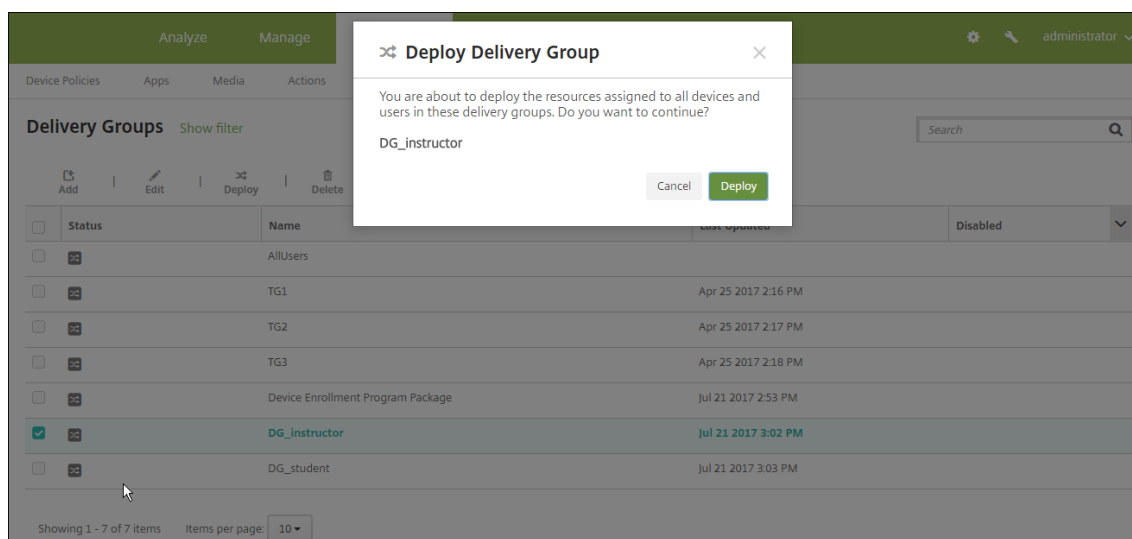 Analyze Manage administrator
Deploy Delivery Group
Device Policies Apps Media Actions
You are about to deploy the resources assigned to all devices and
users in these delivery groups. Do you want to continue?
DG_instructor
Cancel Deploy
Delivery Groups Show filter Search
Add | Edit | Deploy | Delete
Status Name Last Updated Disabled
AllUsers
TG1 Apr 25 2017 2:16 PM
TG2 Apr 25 2017 2:17 PM
TG3 Apr 25 2017 2:18 PM
Device Enrollment Program Package Jul 21 2017 2:53 PM
DG_instructor Jul 21 2017 3:02 PM
DG_student Jul 21 2017 3:03 PM
Showing 1 - 7 of 7 items Items per page: 10